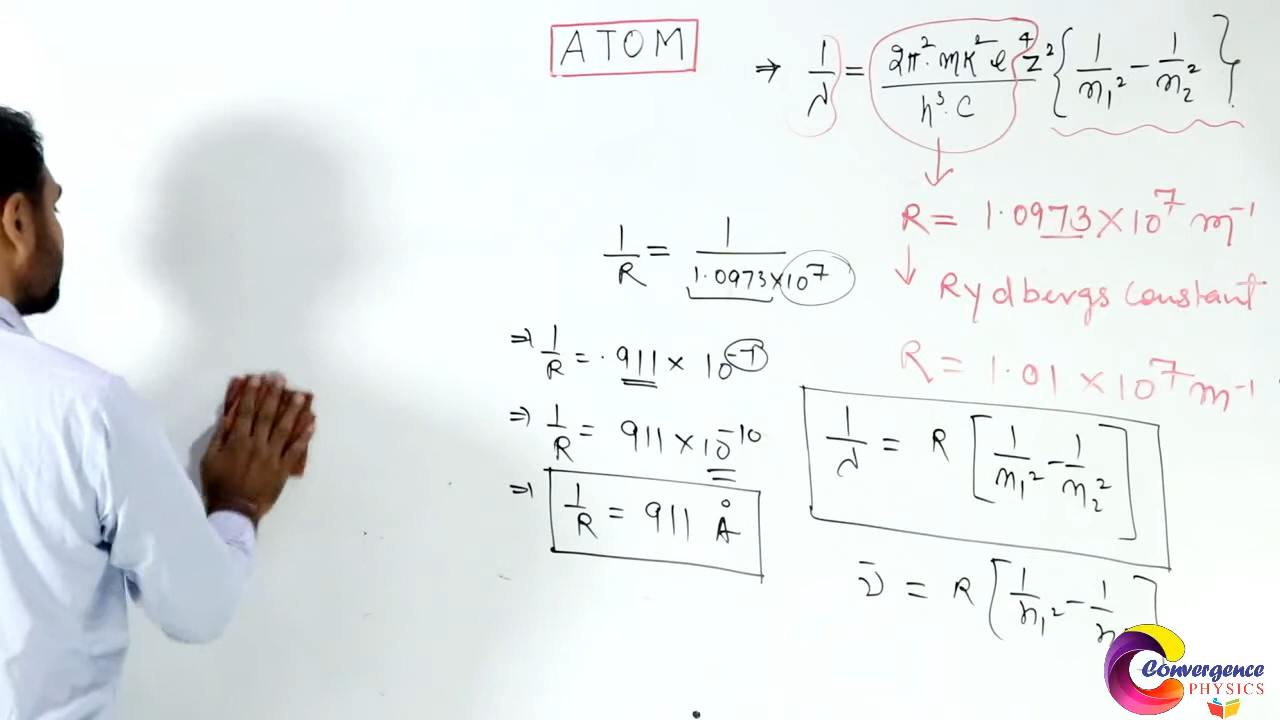 ATOM
⇒ 1/λ = 2π²·mK²e⁴/h³·C Z² {1/n₁² − 1/n₂²}
R = 1.0973 × 10⁷ m⁻¹
Rydbergs constant
R = 1.01 × 10⁷ m⁻¹
1/λ = R [1/n₁² − 1/n₂²]
ν̄ = R [1/n₁² − 1/n
1/R = 1/1.0973×10⁷
⇒ 1/R = .911 × 10⁻⁷
⇒ 1/R = 911 × 10⁻¹⁰
⇒ 1/R = 911 Å
Convergence
PHYSICS